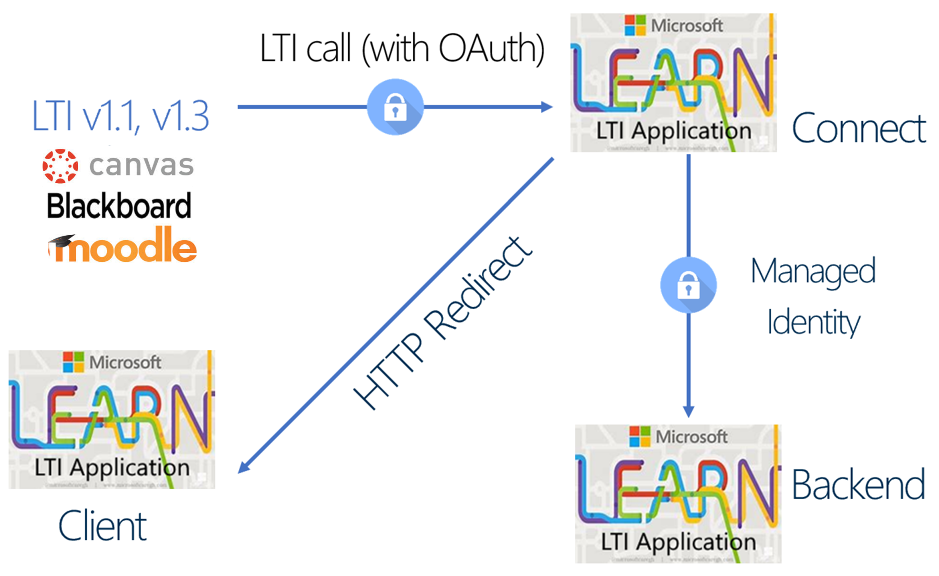 LTI call (with OAuth)
LTI v1.1, v1.3
canvas
Blackboard
moodle
Microsoft
LEARN
LTI Application
Connect
HTTP Redirect
Managed
Identity
Microsoft
LEARN
LTI Application
Client
Microsoft
LEARN
LTI Application
Backend